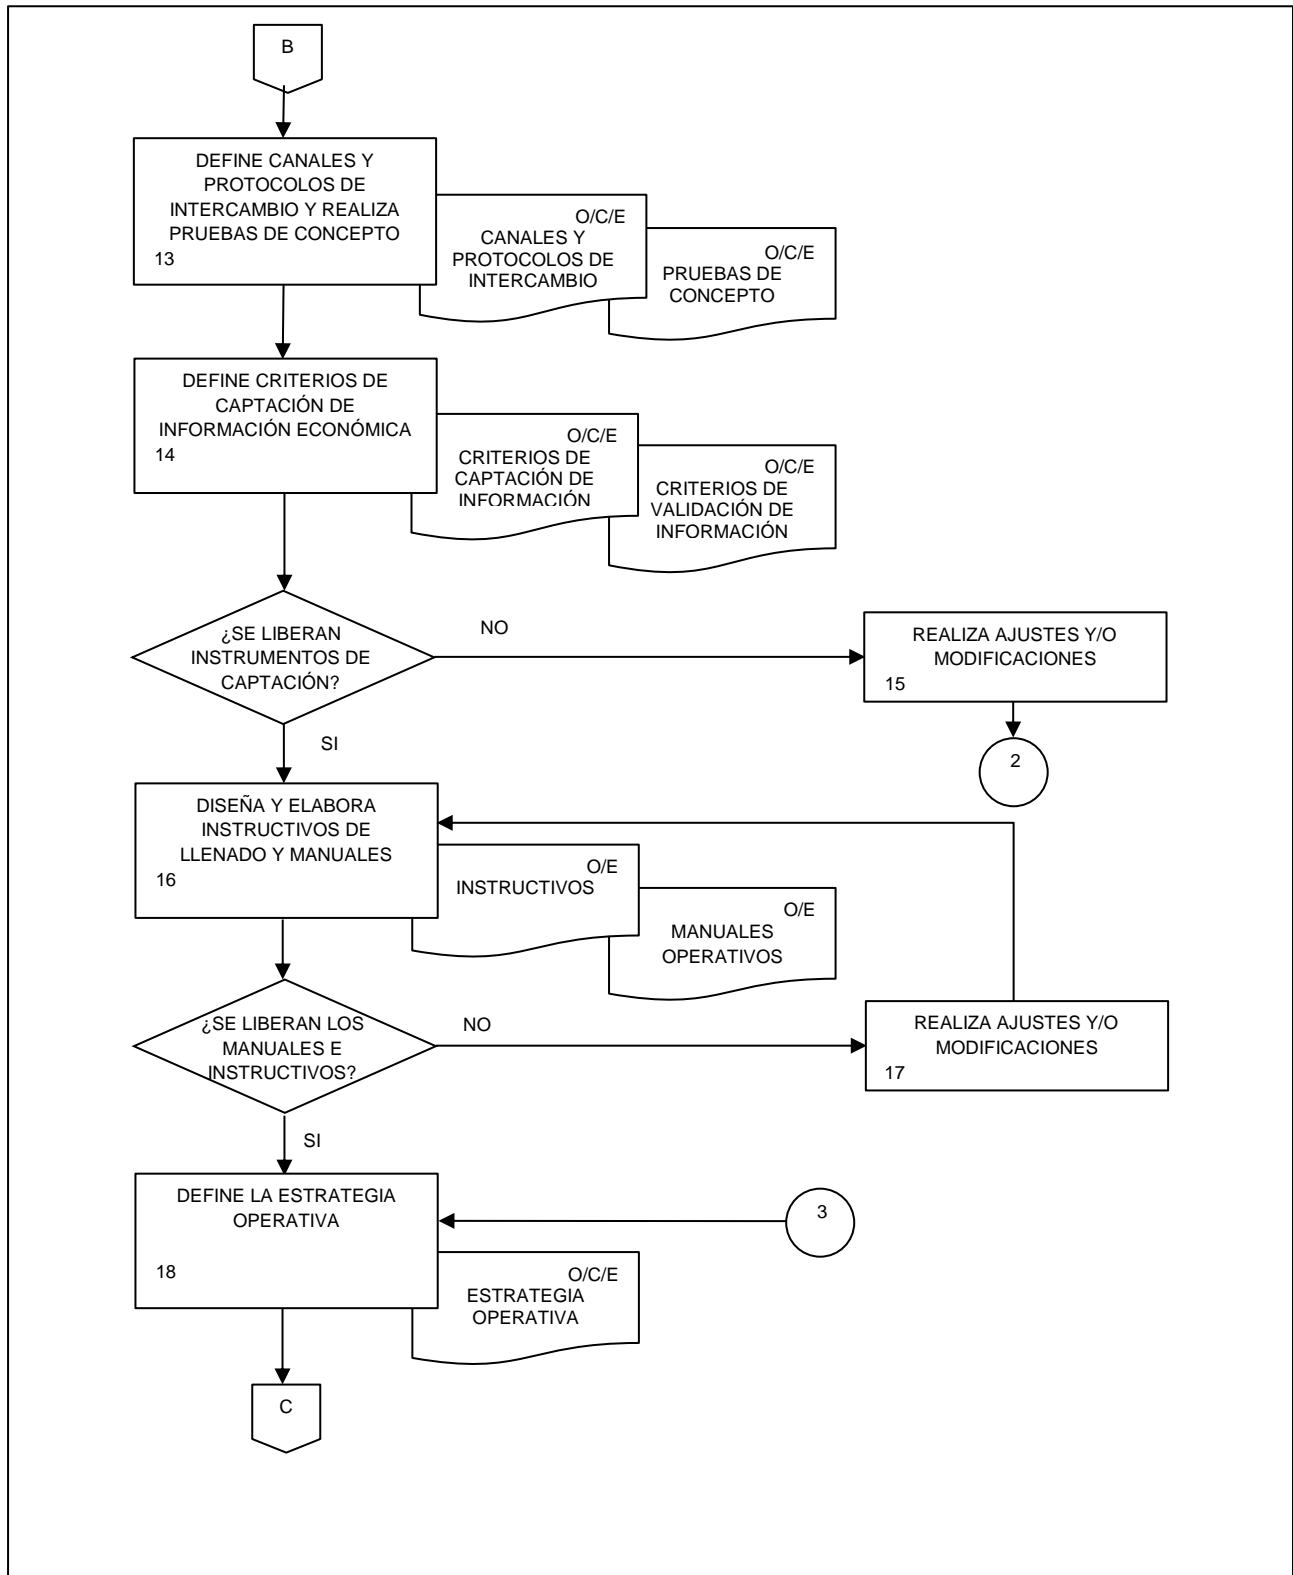 B
DEFINE CANALES Y
PROTOCOLOS DE
INTERCAMBIO Y REALIZA
PRUEBAS DE CONCEPTO
13
O/C/E
CANALES Y
PROTOCOLOS DE
INTERCAMBIO
O/C/E
PRUEBAS DE
CONCEPTO
DEFINE CRITERIOS DE
CAPTACIÓN DE
INFORMACIÓN ECONÓMICA
14
O/C/E
CRITERIOS DE
CAPTACIÓN DE
INFORMACIÓN
O/C/E
CRITERIOS DE
VALIDACIÓN DE
INFORMACIÓN
¿SE LIBERAN
INSTRUMENTOS DE
CAPTACIÓN?
NO
REALIZA AJUSTES Y/O
MODIFICACIONES
15
2
SI
DISEÑA Y ELABORA
INSTRUCTIVOS DE
LLENADO Y MANUALES
16
O/E
INSTRUCTIVOS
O/E
MANUALES
OPERATIVOS
¿SE LIBERAN LOS
MANUALES E
INSTRUCTIVOS?
NO
REALIZA AJUSTES Y/O
MODIFICACIONES
17
SI
DEFINE LA ESTRATEGIA
OPERATIVA
18
3
O/C/E
ESTRATEGIA
OPERATIVA
C